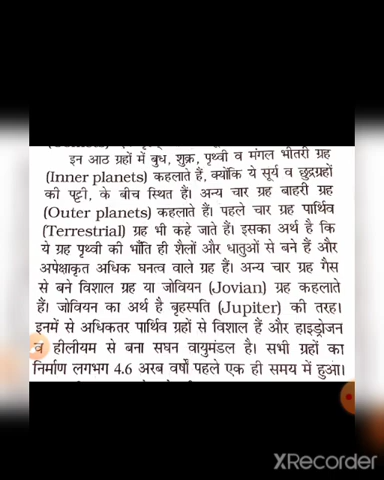 इन आठ ग्रहों में बुध, शुक्र, पृथ्वी व मंगल भीतरी ग्रह
(Inner planets) कहलाते हैं, क्योंकि ये सूर्य व छुद्रग्रहों
की पट्टी, के बीच स्थित हैं। अन्य चार ग्रह बाहरी ग्रह
(Outer planets) कहलाते हैं। पहले चार ग्रह पार्थिव
(Terrestrial) ग्रह भी कहे जाते हैं। इसका अर्थ है कि
ये ग्रह पृथ्वी की भाँति ही शैलों और धातुओं से बने हैं और
अपेक्षाकृत अधिक घनत्व वाले ग्रह हैं। अन्य चार ग्रह गैस
से बने विशाल ग्रह या जोवियन (Jovian) ग्रह कहलाते
हैं। जोवियन का अर्थ है बृहस्पति (Jupiter) की तरह।
इनमें से अधिकतर पार्थिव ग्रहों से विशाल हैं और हाइड्रोजन
व हीलीयम से बना सघन वायुमंडल है। सभी ग्रहों का
निर्माण लगभग 4.6 अरब वर्षों पहले एक ही समय में हुआ।
XRecorder